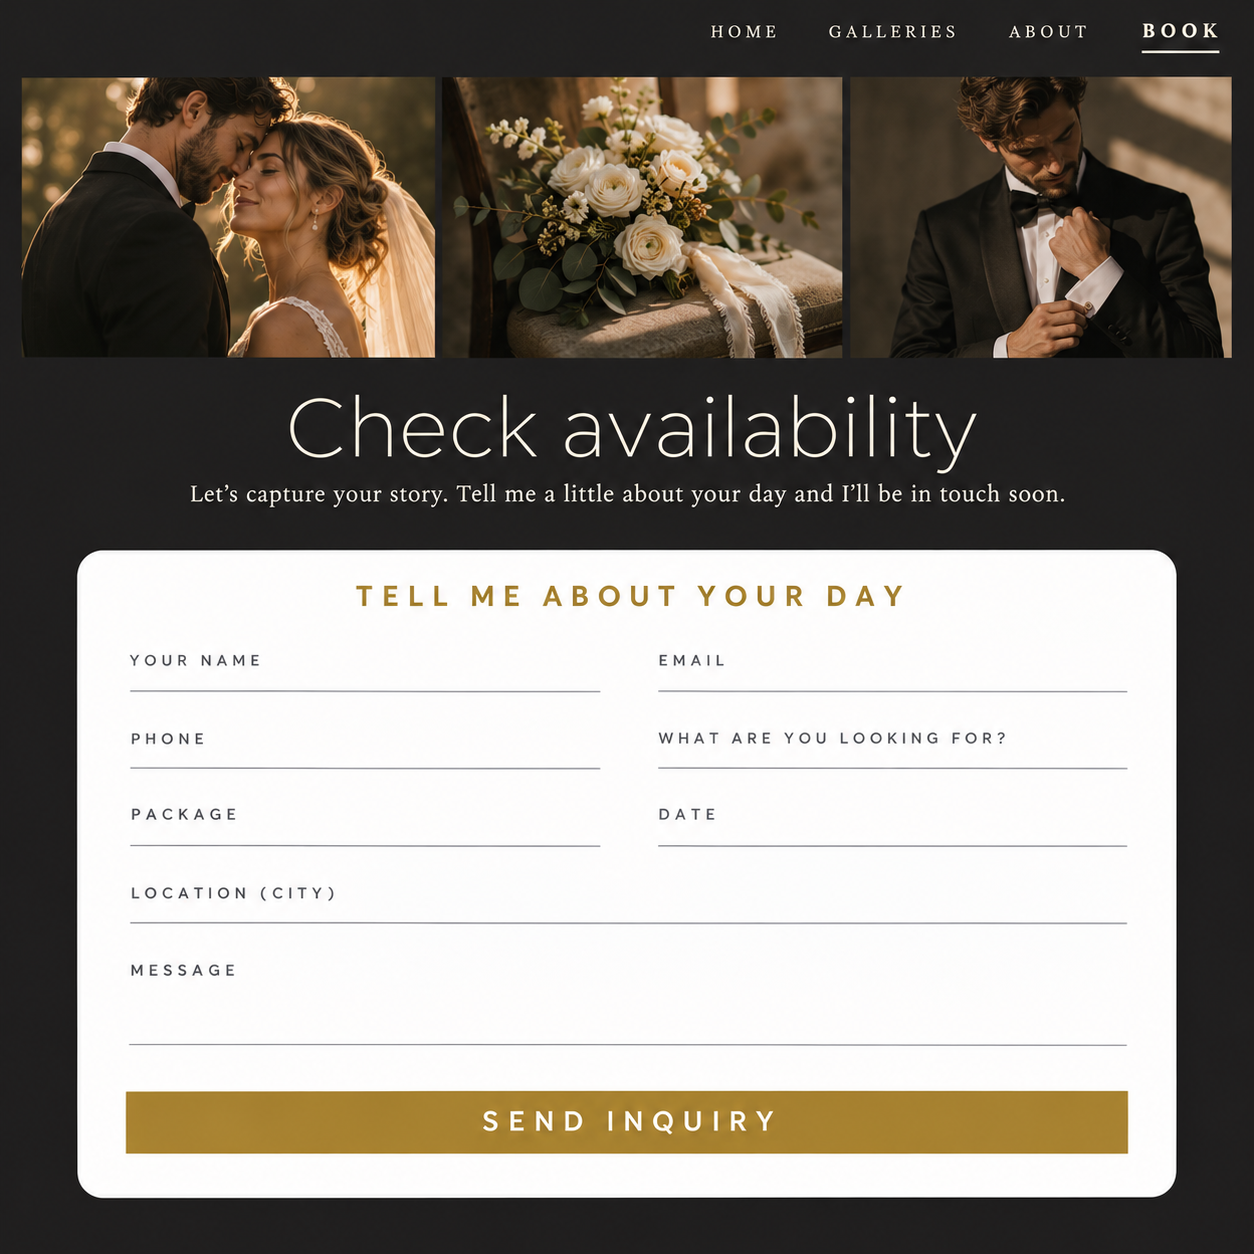 HOME GALLERIES ABOUT BOOK
Check availability
Let’s capture your story. Tell me a little about your day and I’ll be in touch soon.
TELL ME ABOUT YOUR DAY
YOUR NAME EMAIL
PHONE WHAT ARE YOU LOOKING FOR?
PACKAGE DATE
LOCATION (CITY)
MESSAGE
SEND INQUIRY